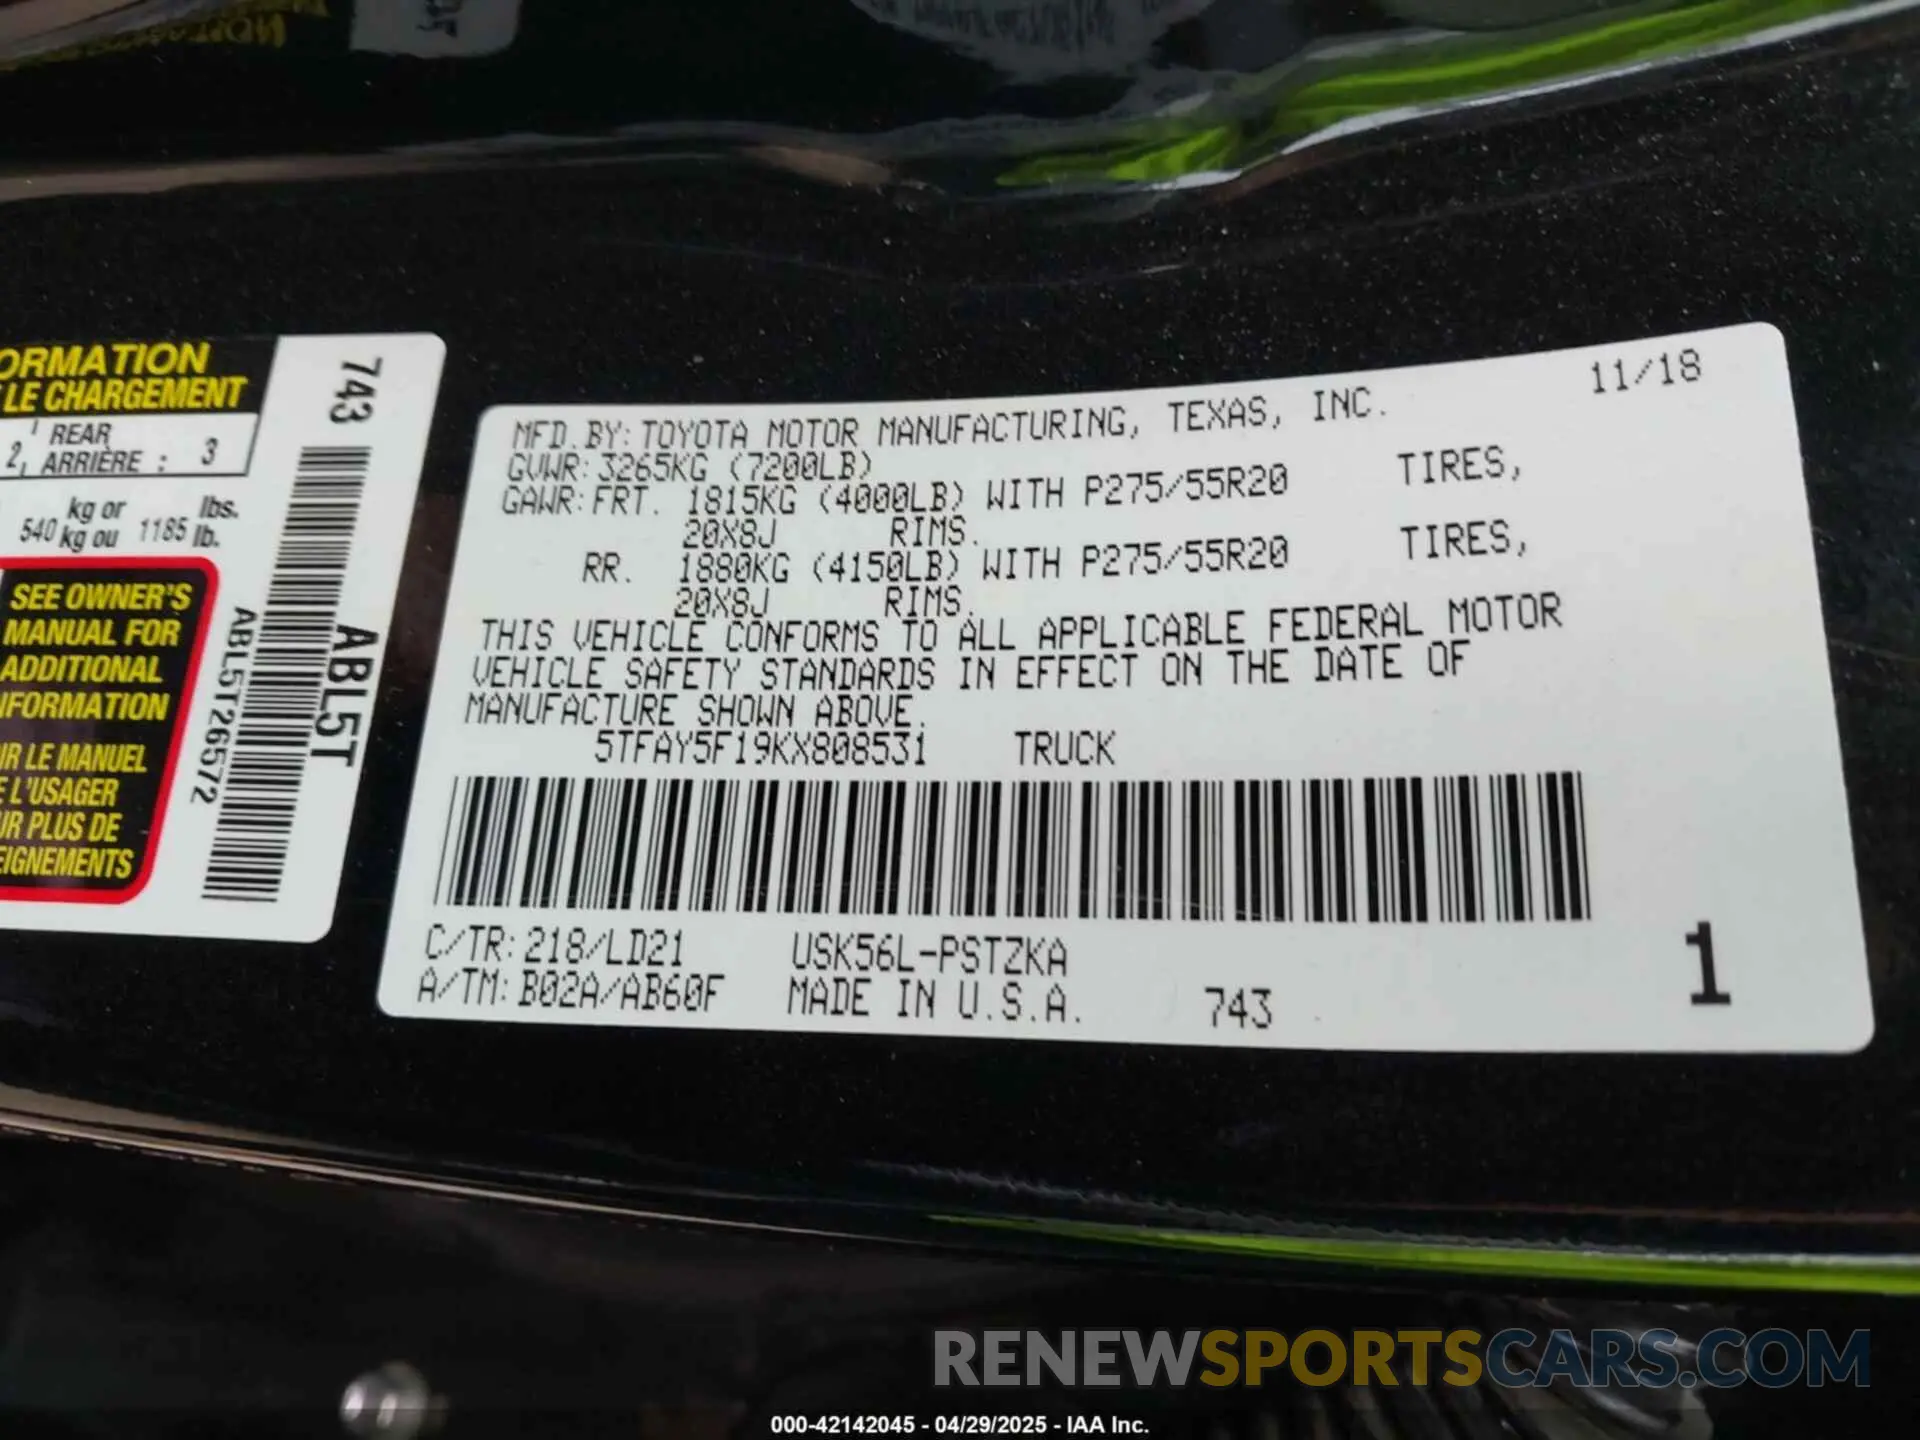 ORMATION
LE CHARGEMENT
2, REAR
ARRIÈRE : 3
540 kg or
kg ou 1185 lbs.
lb.
SEE OWNER'S
MANUAL FOR
ADDITIONAL
NFORMATION
IR LE MANUEL
E L'USAGER
UR PLUS DE
EIGNEMENTS
743
ABL5T
ABL5T26572
11/18
MFD.BY:TOYOTA MOTOR MANUFACTURING, TEXAS, INC.
GVWR:3265KG (7200LB)
GAWR:FRT. 1815KG (4000LB) WITH P275/55R20 TIRES,
20X8J RIMS.
RR. 1880KG (4150LB) WITH P275/55R20 TIRES,
20X8J RIMS.
THIS VEHICLE CONFORMS TO ALL APPLICABLE FEDERAL MOTOR
VEHICLE SAFETY STANDARDS IN EFFECT ON THE DATE OF
MANUFACTURE SHOWN ABOVE.
5TFAY5F19KX808531 TRUCK
C/TR:218/LD21 USK56L-PSTZKA
A/TM:B02A/AB60F MADE IN U.S.A. 743
1
RENEWSPORTSCARS.COM
000-42142045 - 04/29/2025 - IAA Inc.